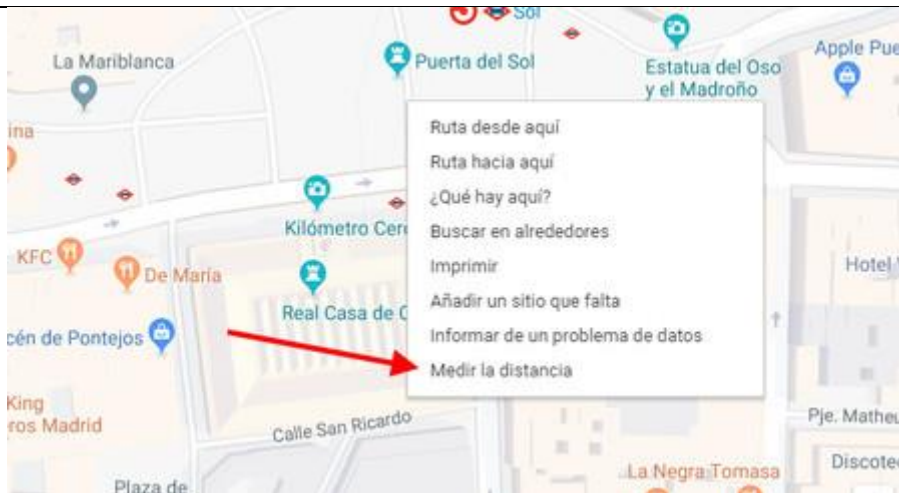 Sol
La Mariblanca
Puerta del Sol
Estatua del Oso
y el Madroño
Apple Pue
ina
Ruta desde aquí
Ruta hacia aquí
¿Qué hay aquí?
Buscar en alrededores
Imprimir
Añadir un sitio que falta
Informar de un problema de datos
Medir la distancia
Kilómetro Cer
KFC
De María
Hotel
Real Casa de C
cén de Pontejos
King
ros Madrid
Calle San Ricardo
Pje. Matheu
La Negra Tomasa
Discote
Plaza de